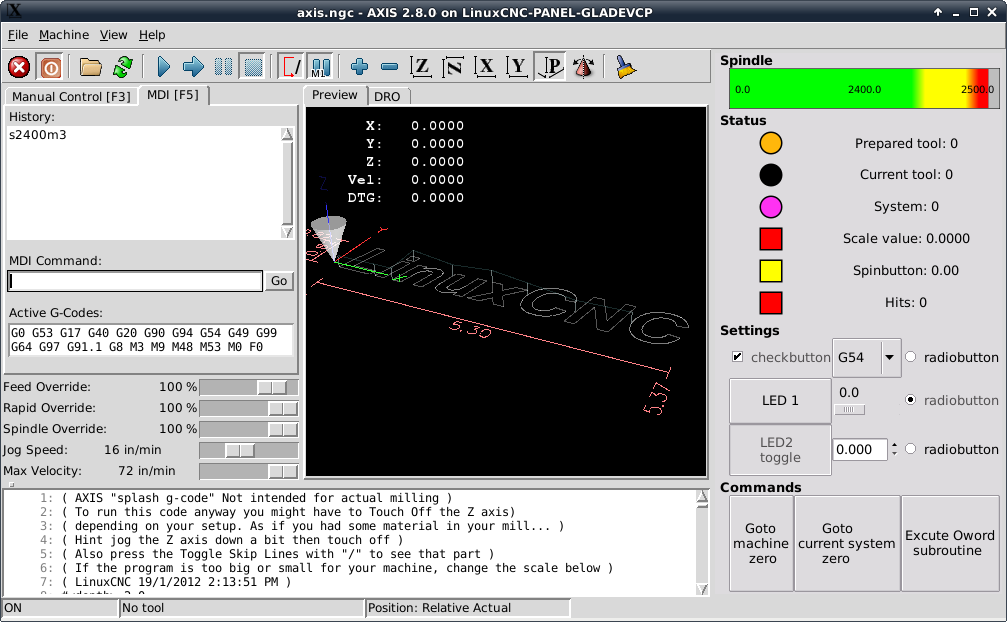 axis.ngc - AXIS 2.8.0 on LinuxCNC-PANEL-GLADEVCP
File Machine View Help
Z N X Y P
M1
Manual Control [F3] MDI [F5]
History:
s2400m3
MDI Command:
Go
Active G-Codes:
G0 G53 G17 G40 G20 G90 G94 G54 G49 G99
G64 G97 G91.1 G8 M3 M9 M48 M53 M0 F0
Feed Override: 100 %
Rapid Override: 100 %
Spindle Override: 100 %
Jog Speed: 16 in/min
Max Velocity: 72 in/min
Preview DRO
X: 0.0000
Y: 0.0000
Z: 0.0000
Vel: 0.0000
DTG: 0.0000
Z
Y
LinuxCNC
5.30
5.37
Spindle
0.0 2400.0 2500.0
Status
Prepared tool: 0
Current tool: 0
System: 0
Scale value: 0.0000
Spinbutton: 0.00
Hits: 0
Settings
checkbutton G54 radiobutton
LED 1 0.0 radiobutton
LED2
toggle
0.000 radiobutton
Commands
Goto
machine
zero
Goto
current system
zero
Excute Oword
subroutine
1: ( AXIS "splash g-code" Not intended for actual milling )
2: ( To run this code anyway you might have to Touch Off the Z axis)
3: ( depending on your setup. As if you had some material in your mill... )
4: ( Hint jog the Z axis down a bit then touch off )
5: ( Also press the Toggle Skip Lines with "/" to see that part )
6: ( If the program is too big or small for your machine, change the scale below )
7: ( LinuxCNC 19/1/2012 2:13:51 PM )
ON No tool Position: Relative Actual